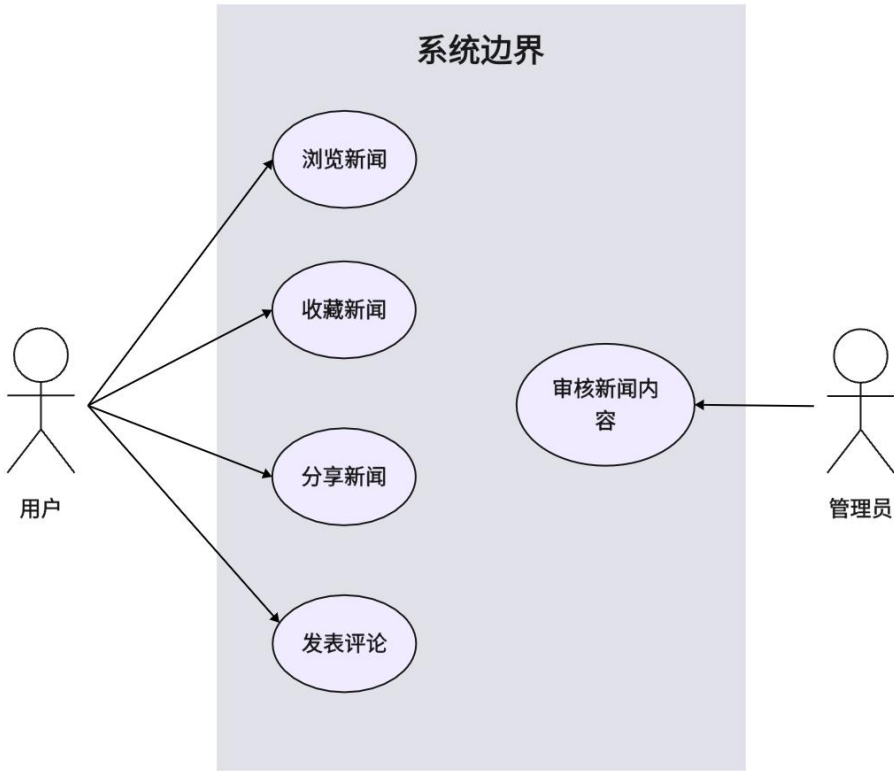 系统边界
浏览新闻
收藏新闻
审核新闻内
容
分享新闻
用户
管理员
发表评论